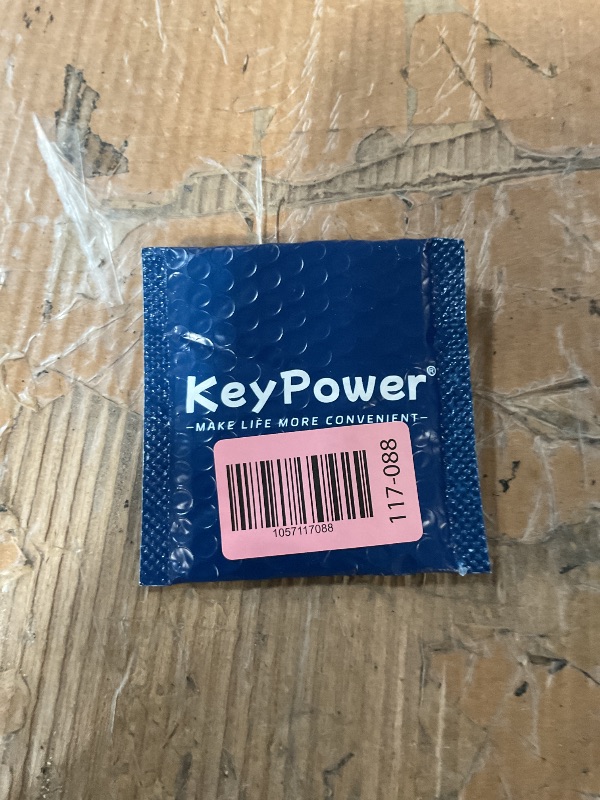 KeyPower®
-MAKE LIFE MORE CONVENIENT-
1057117088
117-088